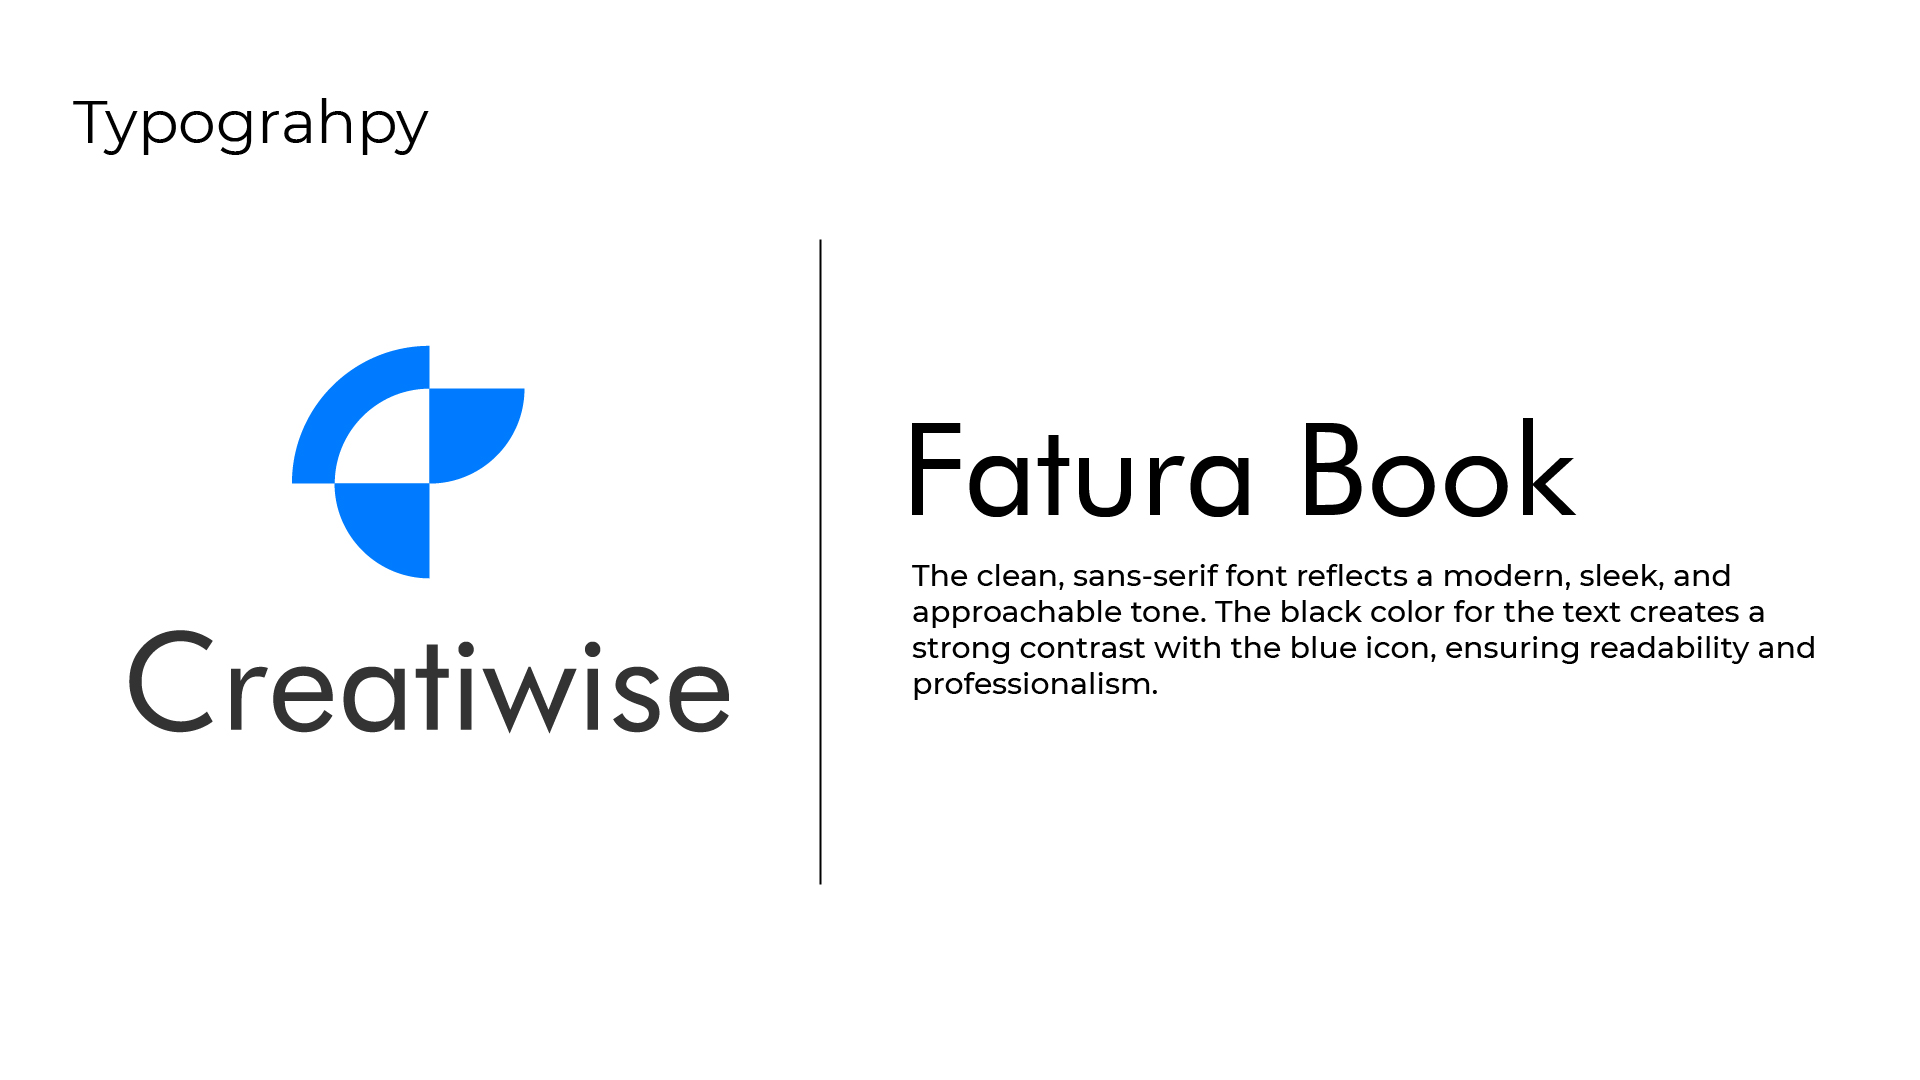 Typograhpy
Creatiwise
Fatura Book
The clean, sans-serif font reflects a modern, sleek, and
approachable tone. The black color for the text creates a
strong contrast with the blue icon, ensuring readability and
professionalism.